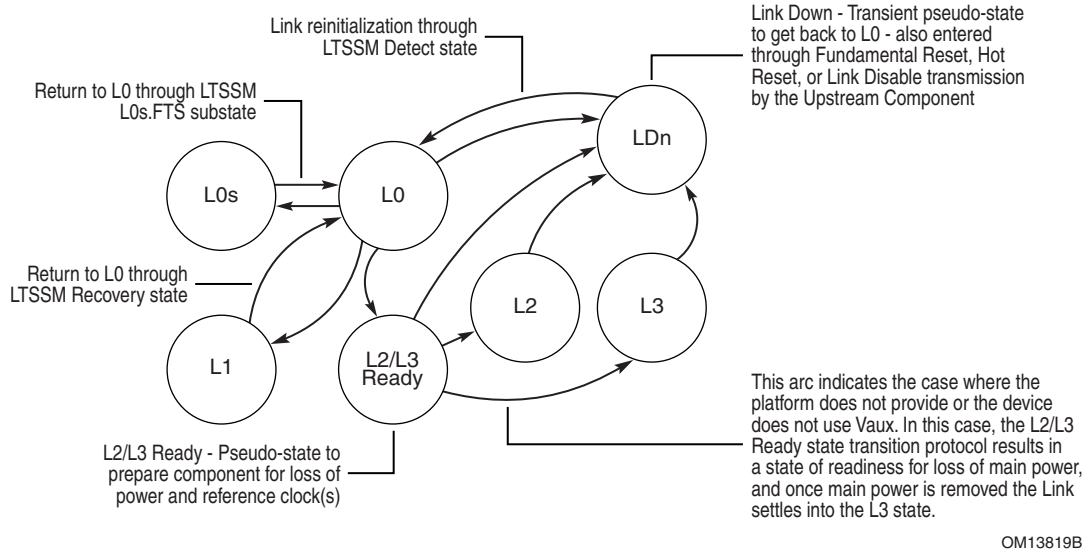 Link reinitialization through
LTSSM Detect state
Link Down - Transient pseudo-state
to get back to L0 - also entered
through Fundamental Reset, Hot
Reset, or Link Disable transmission
by the Upstream Component
Return to L0 through LTSSM
L0s.FTS substate
LDn
L0s
L0
Return to L0 through
LTSSM Recovery state
L2
L3
L1
L2/L3
Ready
This arc indicates the case where the
platform does not provide or the device
does not use Vaux. In this case, the L2/L3
Ready state transition protocol results in
a state of readiness for loss of main power,
and once main power is removed the Link
settles into the L3 state.
L2/L3 Ready - Pseudo-state to
prepare component for loss of
power and reference clock(s)
OM13819B